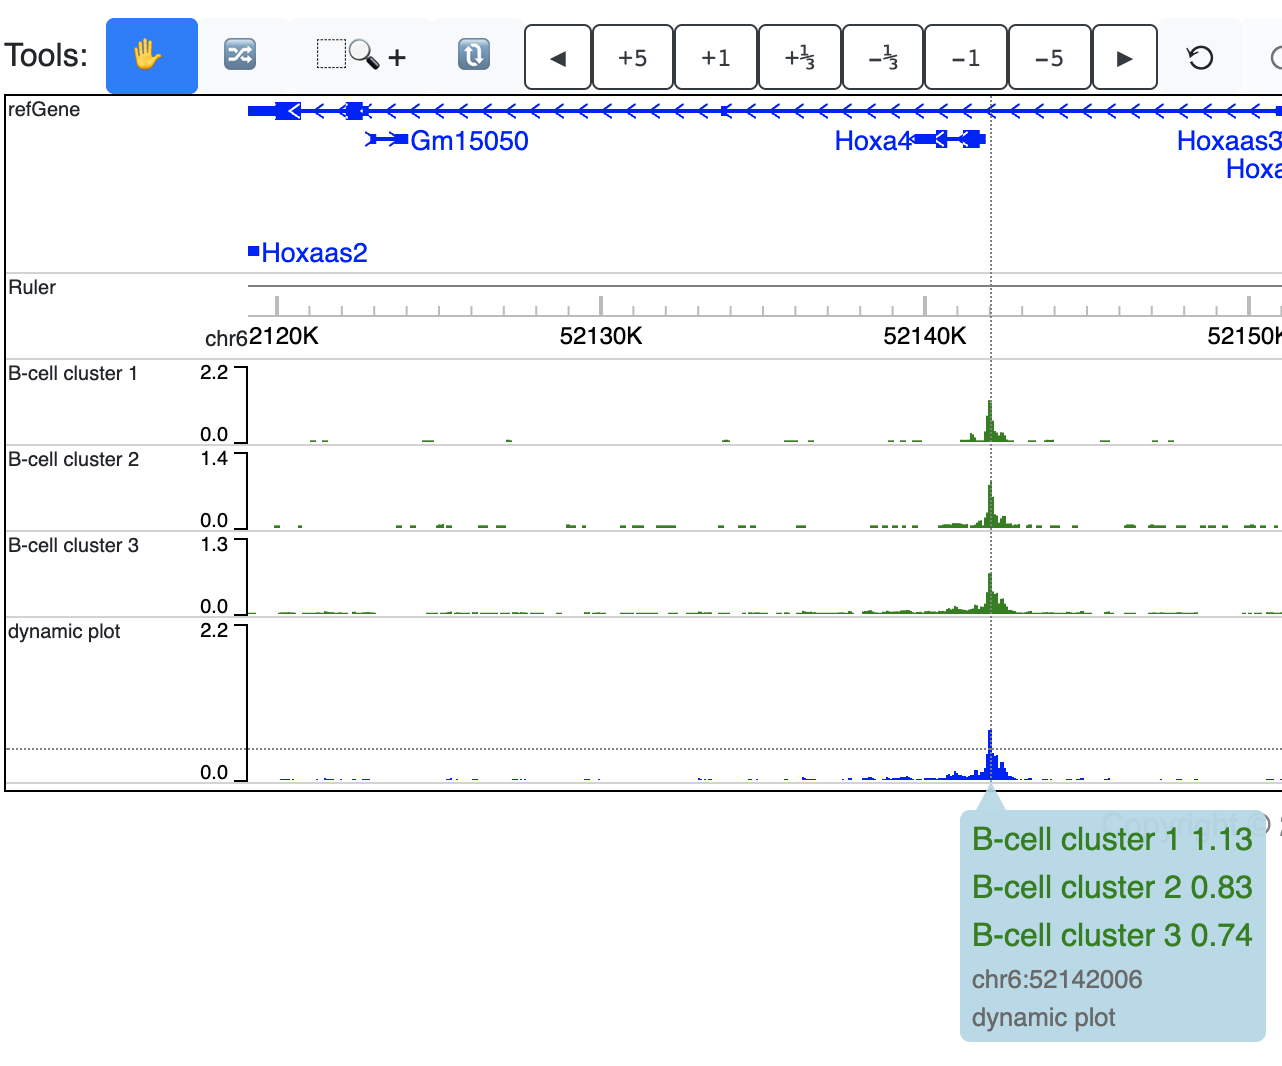 Tools:
◀ +5 +1 +⅓ -⅓ -1 -5 ▶
refGene
Gm15050
Hoxa4
Hoxaas3
Hoxa
Hoxaas2
Ruler
chr6
2120K
52130K
52140K
52150K
B-cell cluster 1
2.2
0.0
B-cell cluster 2
1.4
0.0
B-cell cluster 3
1.3
0.0
dynamic plot
2.2
0.0
Copyright © 2
B-cell cluster 1 1.13
B-cell cluster 2 0.83
B-cell cluster 3 0.74
chr6:52142006
dynamic plot